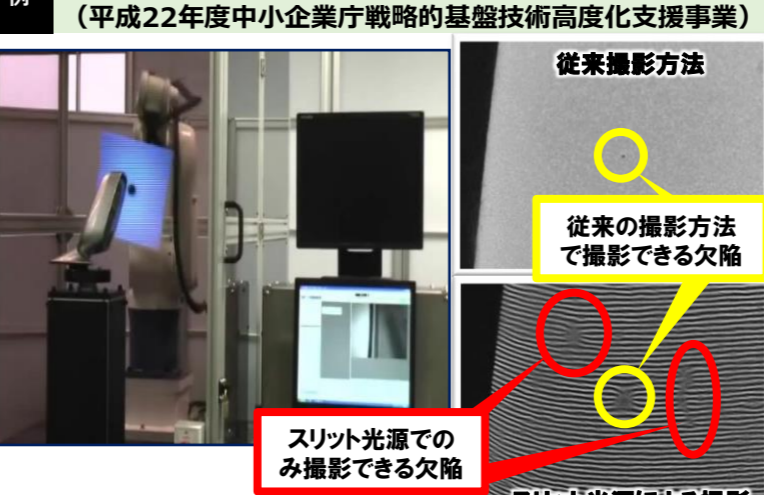 例
（平成22年度中小企業庁戦略的基盤技術高度化支援事業）
従来撮影方法
従来の撮影方法
で撮影できる欠陥
スリット光源での
み撮影できる欠陥